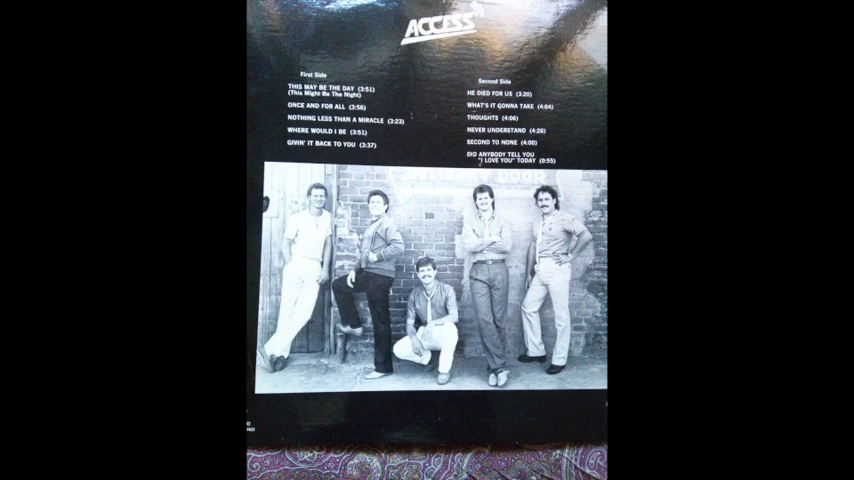 ACCESS
First Side
THIS MAY BE THE DAY (3:51)
(This Might Be The Night)
ONCE AND FOR ALL (3:56)
NOTHING LESS THAN A MIRACLE (3:23)
WHERE WOULD I BE (3:51)
GIVIN' IT BACK TO YOU (3:37)
Second Side
HE DIED FOR US (3:20)
WHAT'S IT GONNA TAKE (4:04)
THOUGHTS (4:06)
NEVER UNDERSTAND (4:26)
SECOND TO NONE (4:00)
DID ANYBODY TELL YOU
"I LOVE YOU" TODAY (0:55)
DOOR